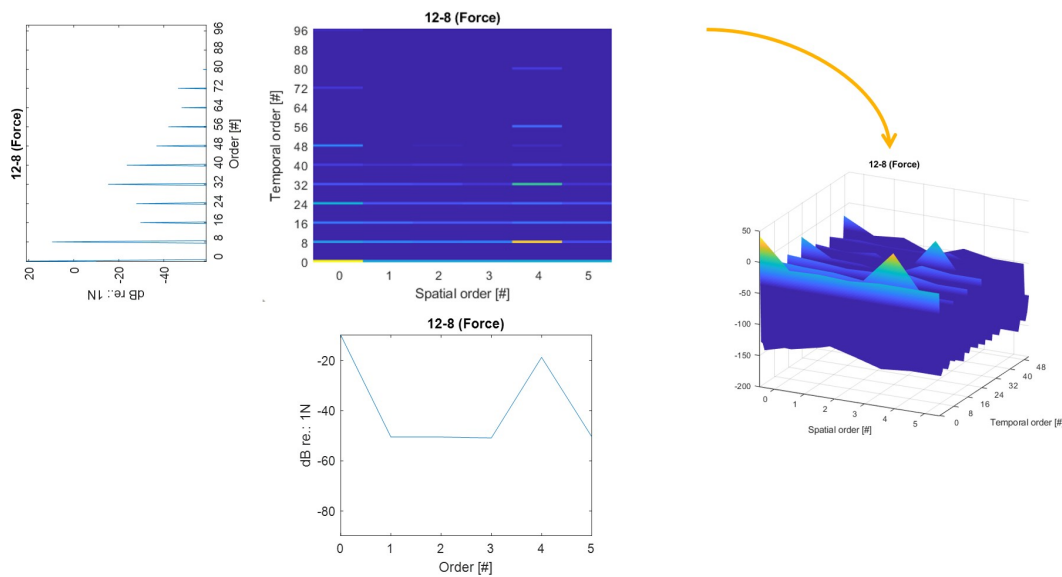 12-8 (Force)
20
0
-20
-40
dB re.: 1N
0
8
16
24
32
40
48
56
64
72
80
88
96
Order [#]
12-8 (Force)
96
88
80
72
64
56
48
40
32
24
16
8
0
Temporal order [#]
0 1 2 3 4 5
Spatial order [#]
12-8 (Force)
-20
-40
-60
-80
dB re.: 1N
0 1 2 3 4 5
Order [#]
12-8 (Force)
50
0
-50
-100
-150
-200
0 1 2 3 4 5
Spatial order [#]
0 8 16 24 32 40 48
Temporal order [#